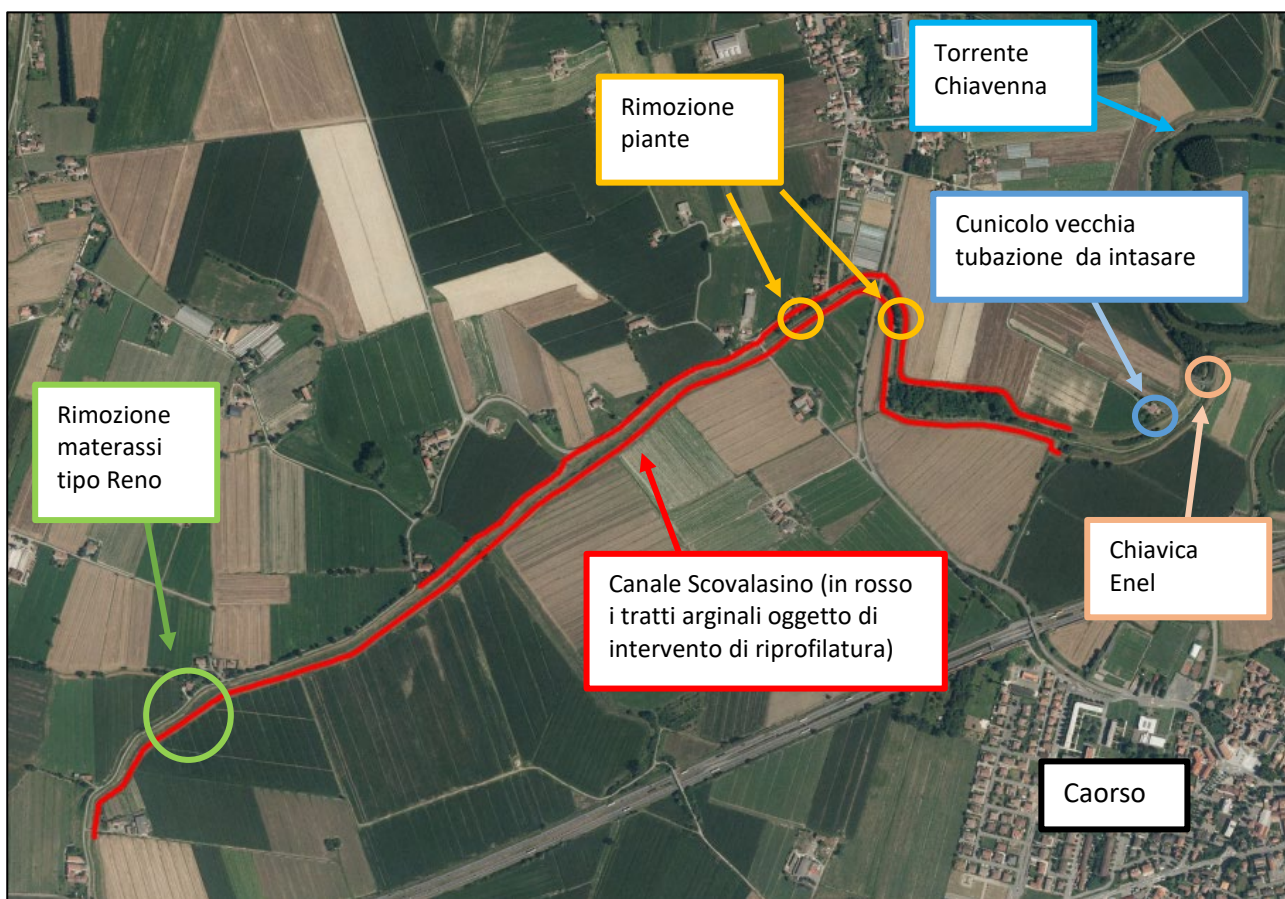 Torrente
Chiavenna
Rimozione
piante
Cunicolo vecchia
tubazione da intasare
Rimozione
materassi
tipo Reno
Chiavica
Enel
Canale Scovalasino (in rosso
i tratti arginali oggetto di
intervento di riprofilatura)
Caorso